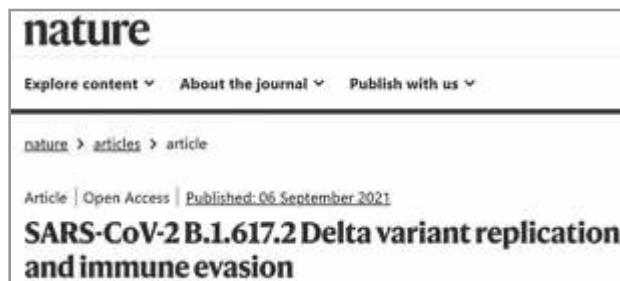 nature
Explore content About the journal Publish with us
nature > articles > article
Article | Open Access | Published: 06 September 2021
SARS-CoV-2 B.1.617.2 Delta variant replication
and immune evasion